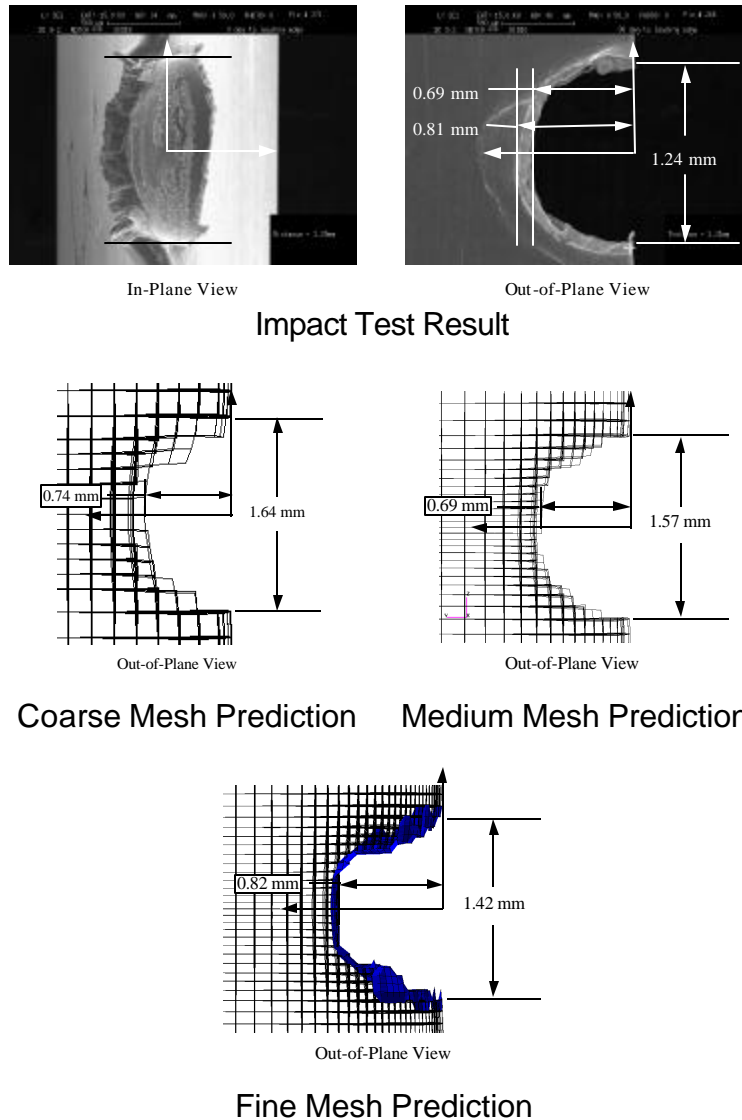 0.69 mm
0.81 mm
1.24 mm
In-Plane View
Out-of-Plane View
Impact Test Result
0.74 mm
1.64 mm
0.69 mm
1.57 mm
Out-of-Plane View
Out-of-Plane View
Coarse Mesh Prediction
Medium Mesh Prediction
0.82 mm
1.42 mm
Out-of-Plane View
Fine Mesh Prediction